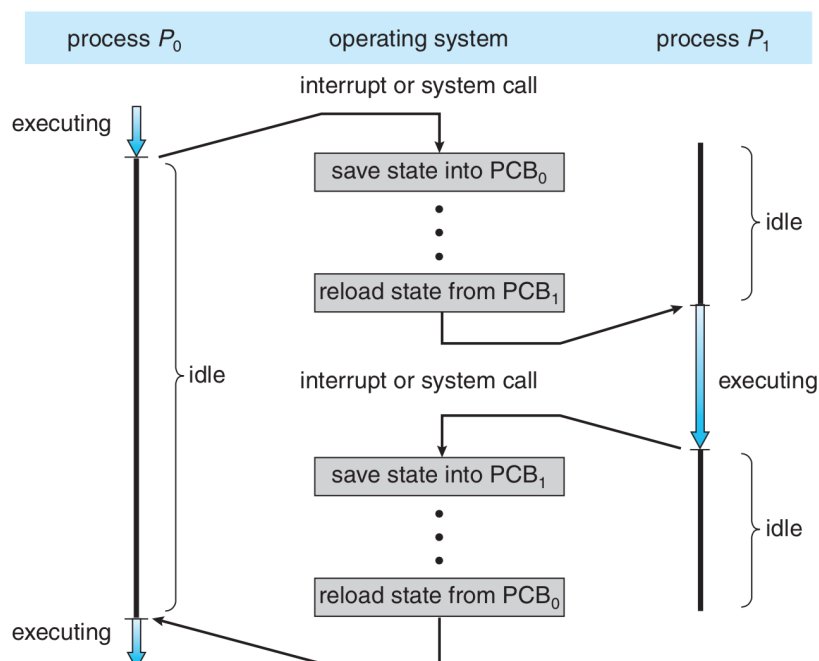 process P₀ operating system process P₁
interrupt or system call
executing
save state into PCB₀
idle
reload state from PCB₁
idle
interrupt or system call
executing
save state into PCB₁
idle
reload state from PCB₀
executing